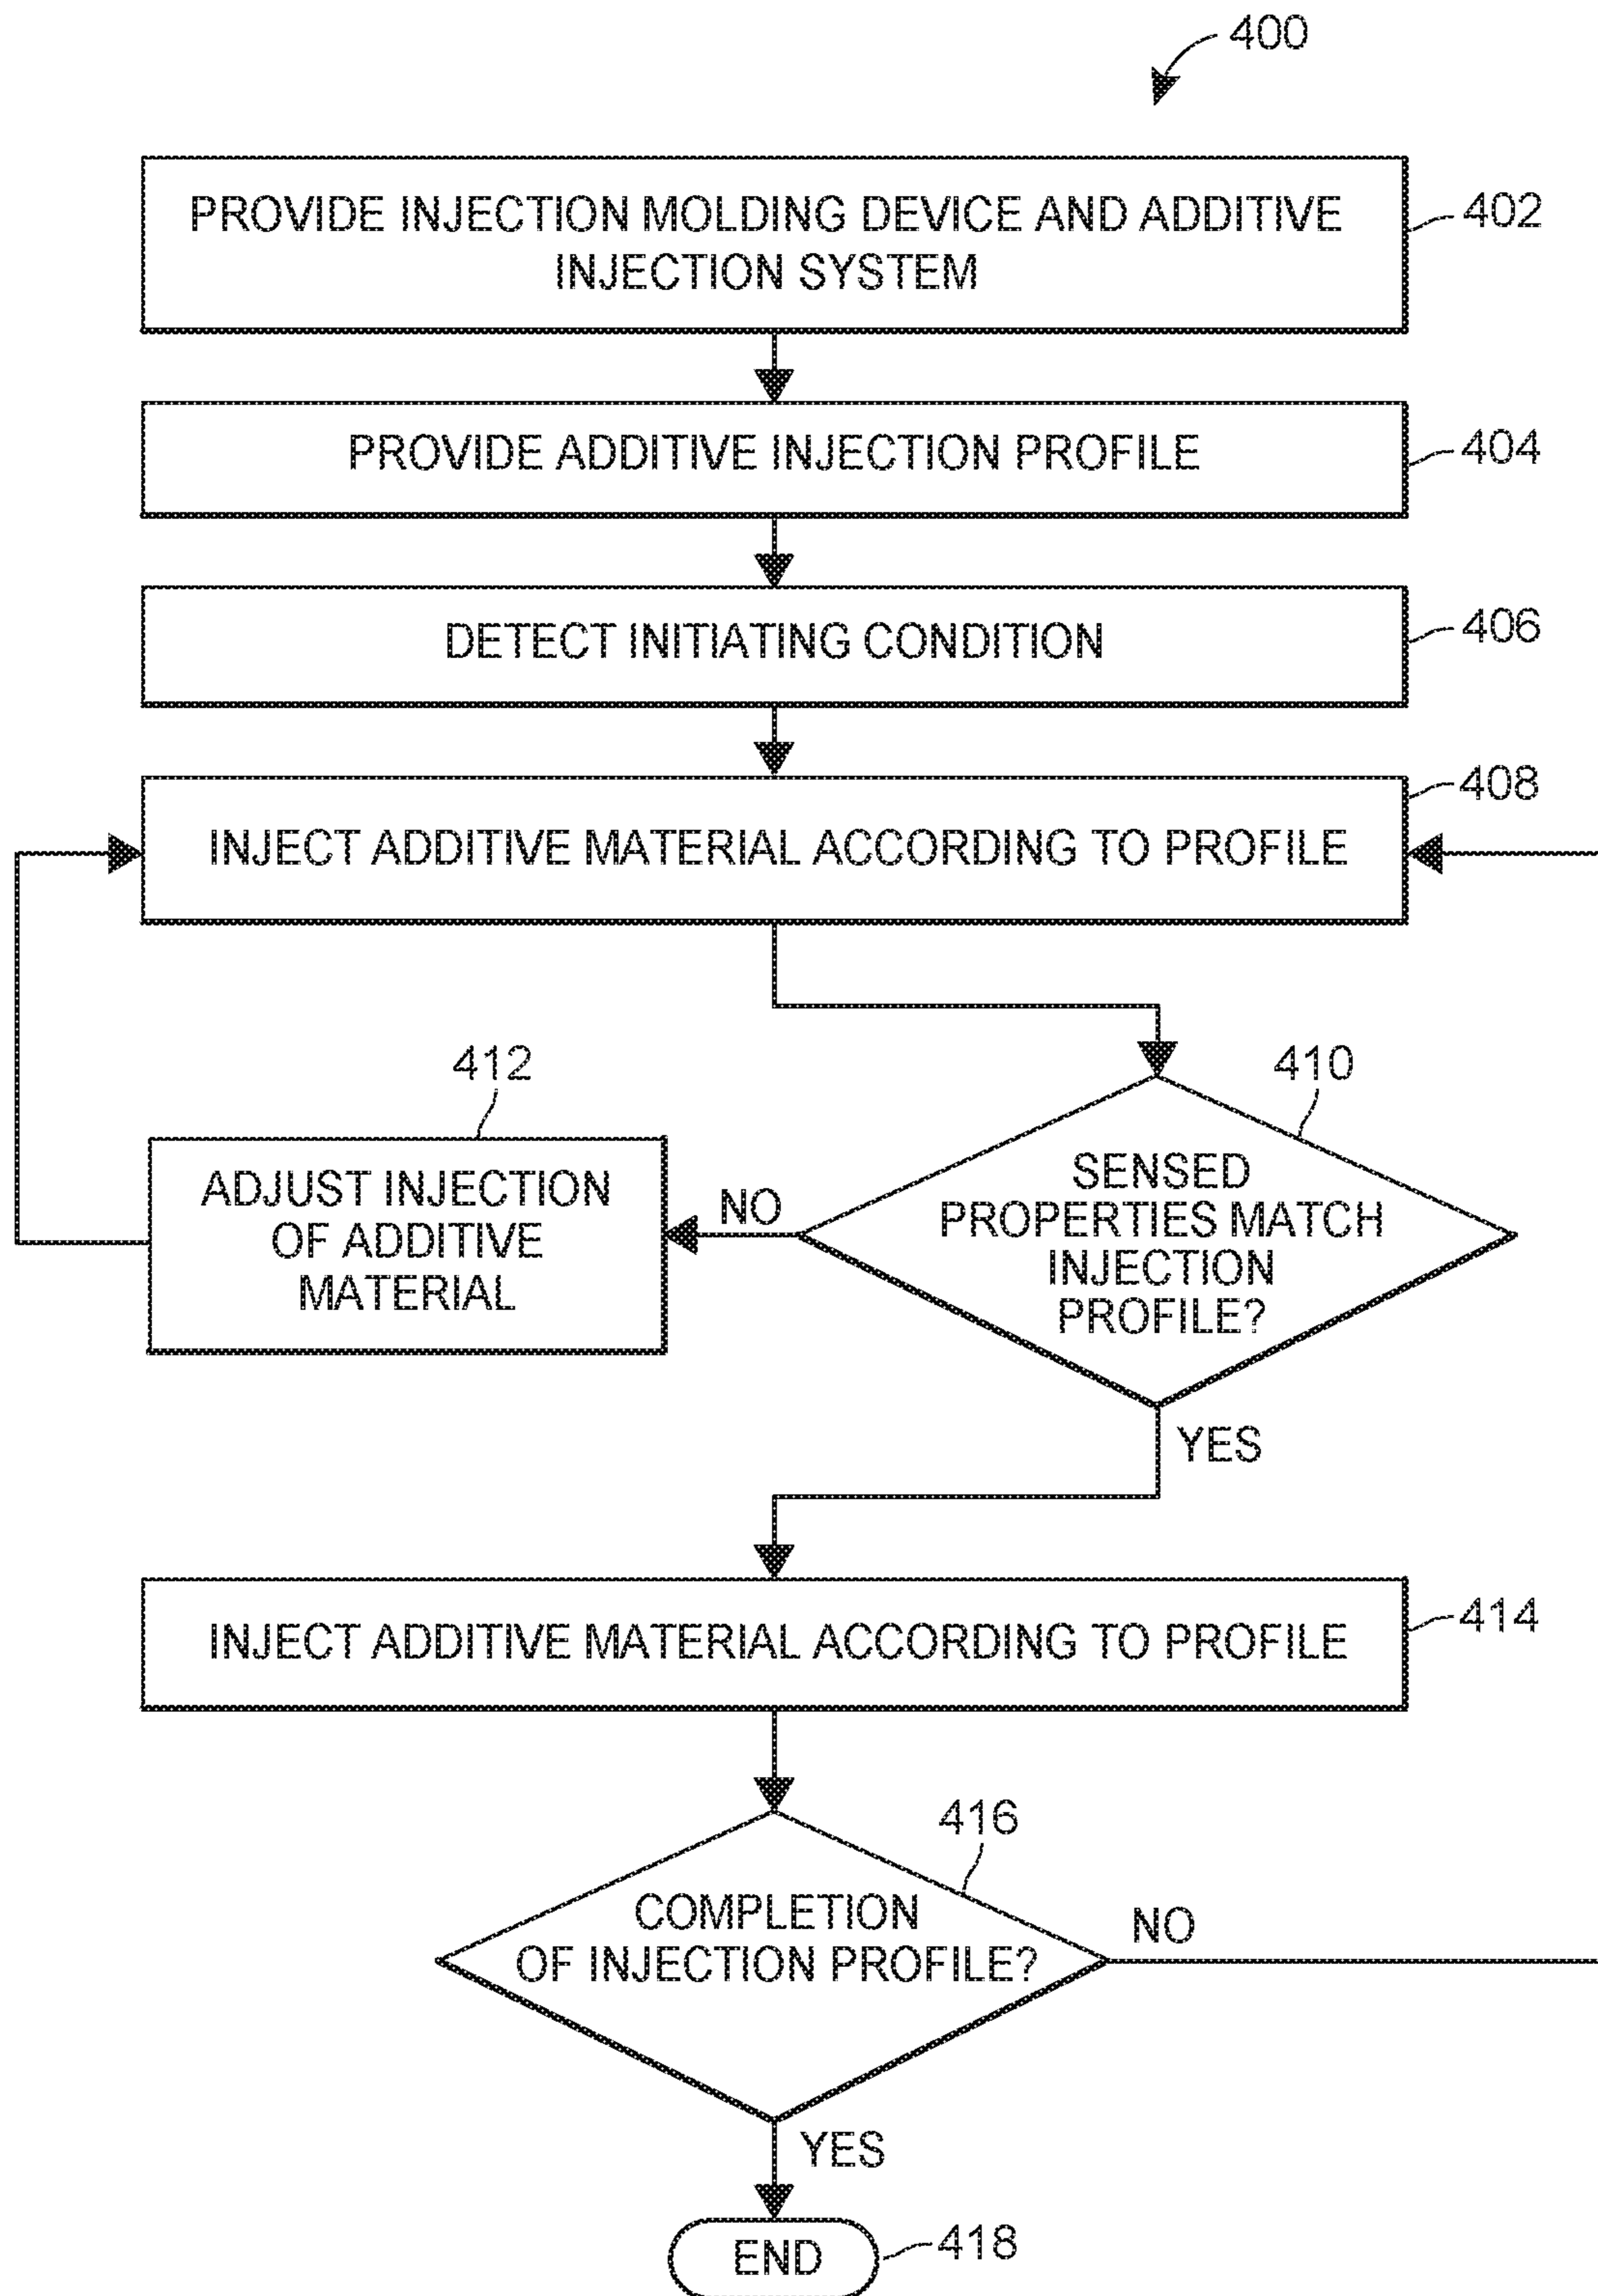 400
PROVIDE INJECTION MOLDING DEVICE AND ADDITIVE
INJECTION SYSTEM
402
PROVIDE ADDITIVE INJECTION PROFILE
404
DETECT INITIATING CONDITION
406
INJECT ADDITIVE MATERIAL ACCORDING TO PROFILE
408
412
410
ADJUST INJECTION
OF ADDITIVE
MATERIAL
NO
SENSED
PROPERTIES MATCH
INJECTION
PROFILE?
YES
INJECT ADDITIVE MATERIAL ACCORDING TO PROFILE
414
416
COMPLETION
OF INJECTION PROFILE?
NO
YES
END
418